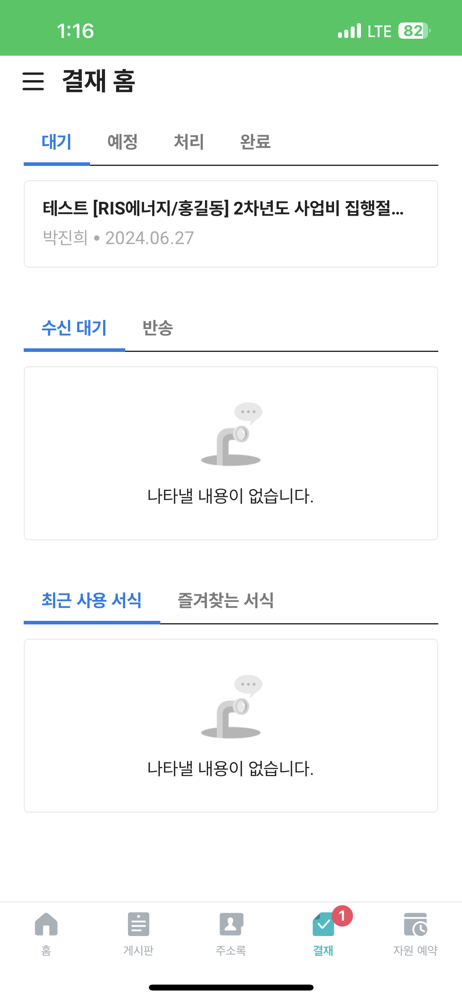 1:16 LTE 82
결재 홈
대기 예정 처리 완료
테스트 [RIS에너지/홍길동] 2차년도 사업비 집행절...
박진희 • 2024.06.27
수신 대기 반송
나타낼 내용이 없습니다.
최근 사용 서식 즐겨찾는 서식
나타낼 내용이 없습니다.
1
홈 게시판 주소록 결재 자원 예약